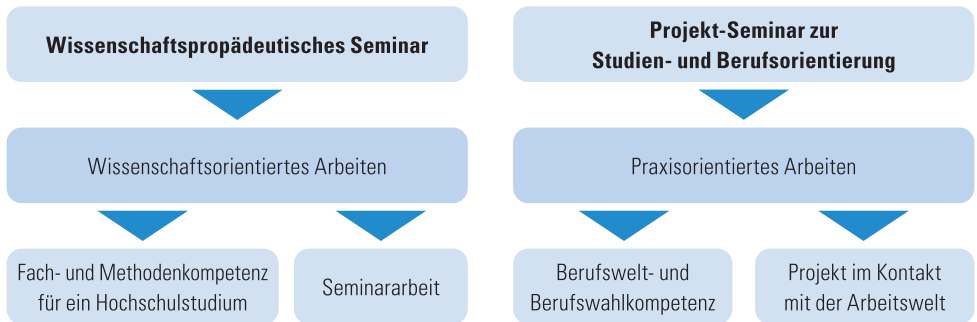 Wissenschaftspropädeutisches Seminar
Projekt-Seminar zur
Studien- und Berufsorientierung
Wissenschaftsorientiertes Arbeiten
Praxisorientiertes Arbeiten
Fach- und Methodenkompetenz
für ein Hochschulstudium
Seminararbeit
Berufswelt- und
Berufswahlkompetenz
Projekt im Kontakt
mit der Arbeitswelt